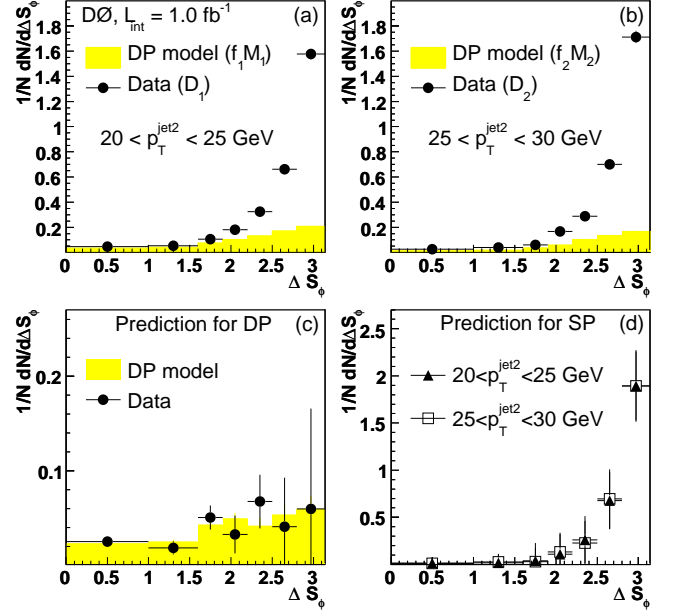 DØ, L_int = 1.0 fb⁻¹ (a)
DP model (f₁M₁)
Data (D₁)
20 < p_T^jet2 < 25 GeV
1/N dN/dΔS_ϕ
1.8
1.6
1.4
1.2
1
0.8
0.6
0.4
0.2
0 0.5 1 1.5 2 2.5 3
Δ S_ϕ
(b)
DP model (f₂M₂)
Data (D₂)
25 < p_T^jet2 < 30 GeV
1/N dN/dΔS_ϕ
1.8
1.6
1.4
1.2
1
0.8
0.6
0.4
0.2
0 0.5 1 1.5 2 2.5 3
Δ S_ϕ
Prediction for DP (c)
DP model
Data
1/N dN/dΔS_ϕ
0.2
0.1
0 0.5 1 1.5 2 2.5 3
Δ S_ϕ
Prediction for SP (d)
20<p_T^jet2<25 GeV
25<p_T^jet2<30 GeV
1/N dN/dΔS_ϕ
2.5
2
1.5
1
0.5
0 0.5 1 1.5 2 2.5 3
Δ S_ϕ